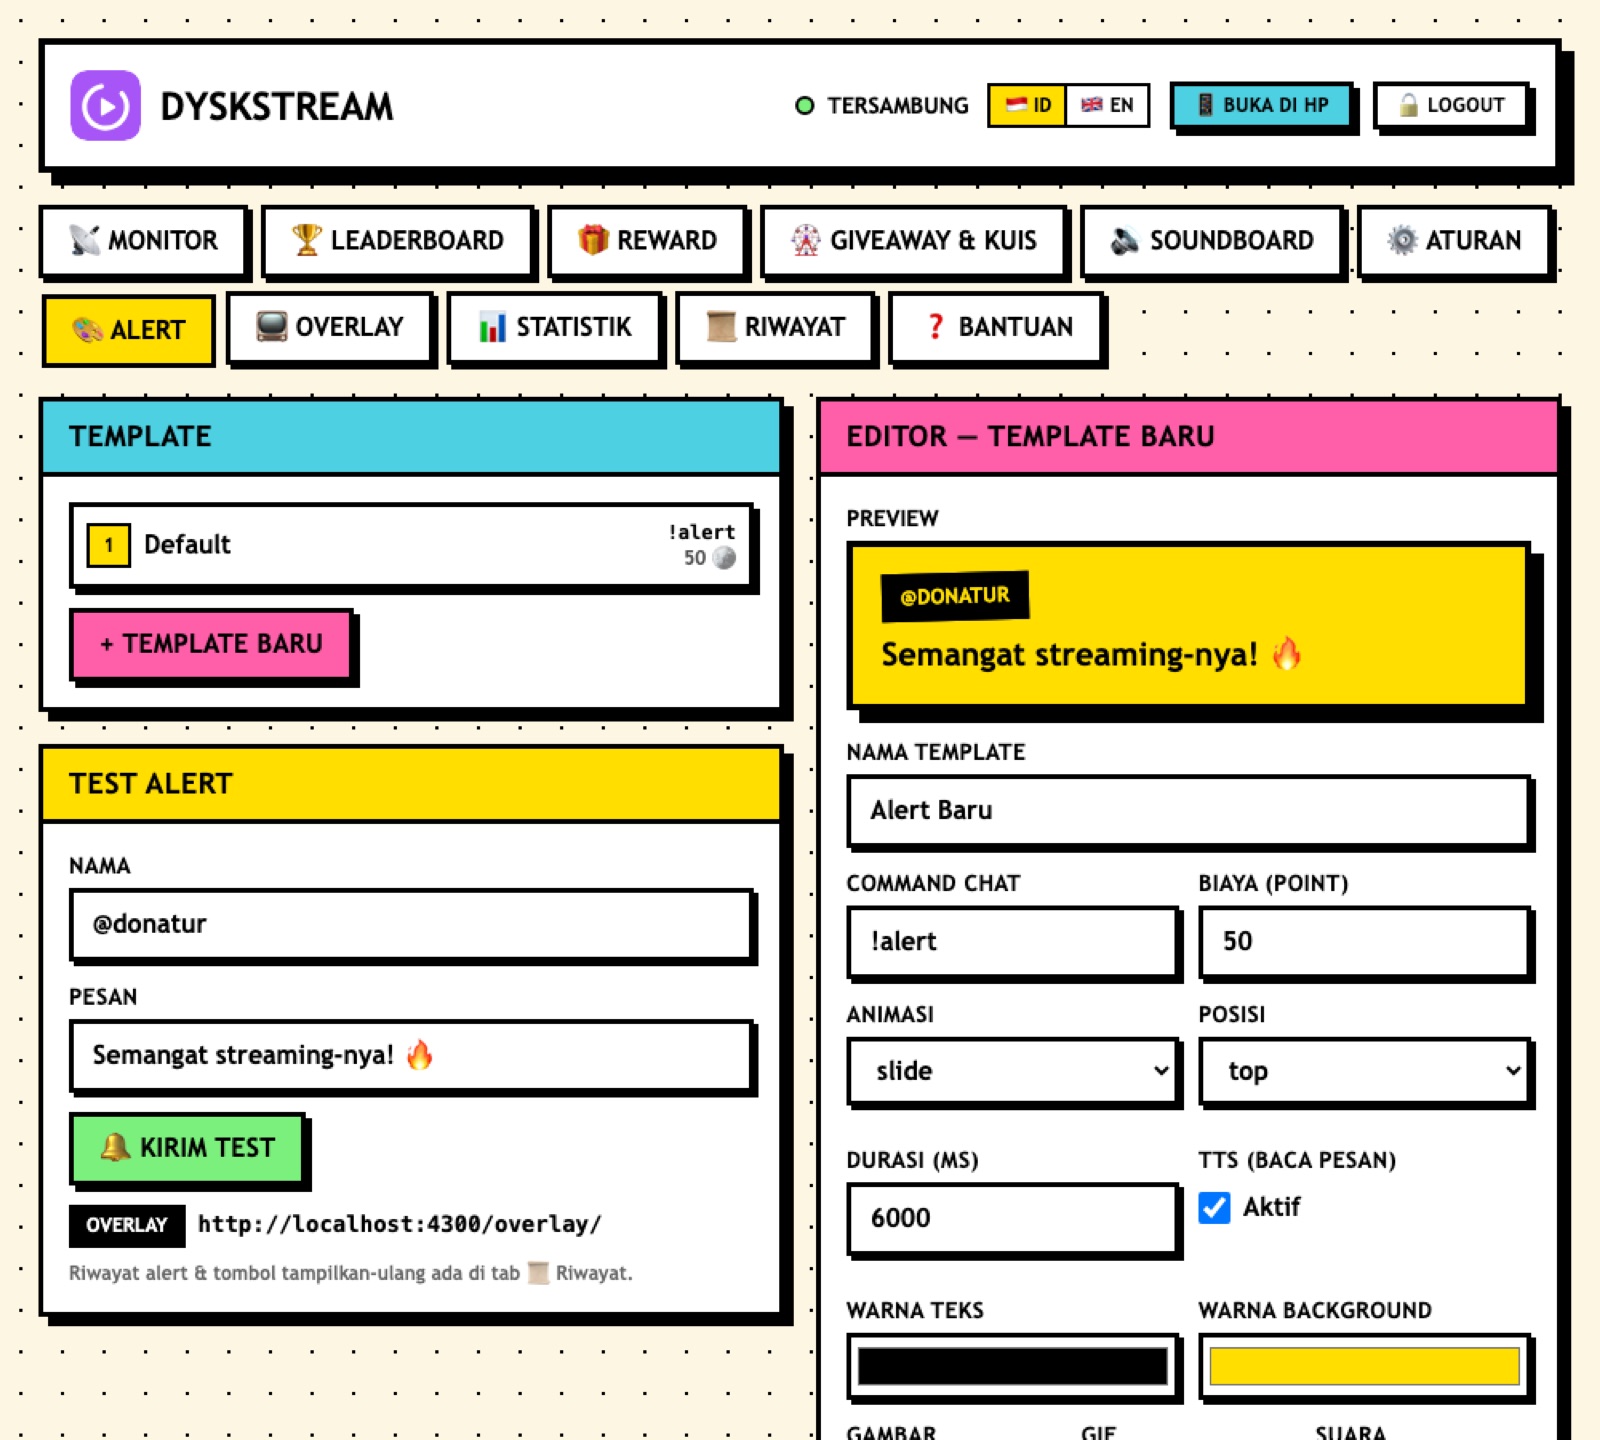 DYSKSTREAM
TERSAMBUNG
🇮🇩 ID
🇬🇧 EN
📱 BUKA DI HP
🔓 LOGOUT
📡 MONITOR
🏆 LEADERBOARD
🎁 REWARD
🎡 GIVEAWAY & KUIS
🔊 SOUNDBOARD
⚙️ ATURAN
🎨 ALERT
📺 OVERLAY
📊 STATISTIK
📜 RIWAYAT
❓ BANTUAN
TEMPLATE
1 Default
!alert
50 🪙
+ TEMPLATE BARU
TEST ALERT
NAMA
@donatur
PESAN
Semangat streaming-nya! 🔥
🔔 KIRIM TEST
OVERLAY http://localhost:4300/overlay/
Riwayat alert & tombol tampilkan-ulang ada di tab 📜 Riwayat.
EDITOR — TEMPLATE BARU
PREVIEW
@DONATUR
Semangat streaming-nya! 🔥
NAMA TEMPLATE
Alert Baru
COMMAND CHAT
!alert
BIAYA (POINT)
50
ANIMASI
slide
POSISI
top
DURASI (MS)
6000
TTS (BACA PESAN)
Aktif
WARNA TEKS
WARNA BACKGROUND
GAMBAR
GIF
SUARA